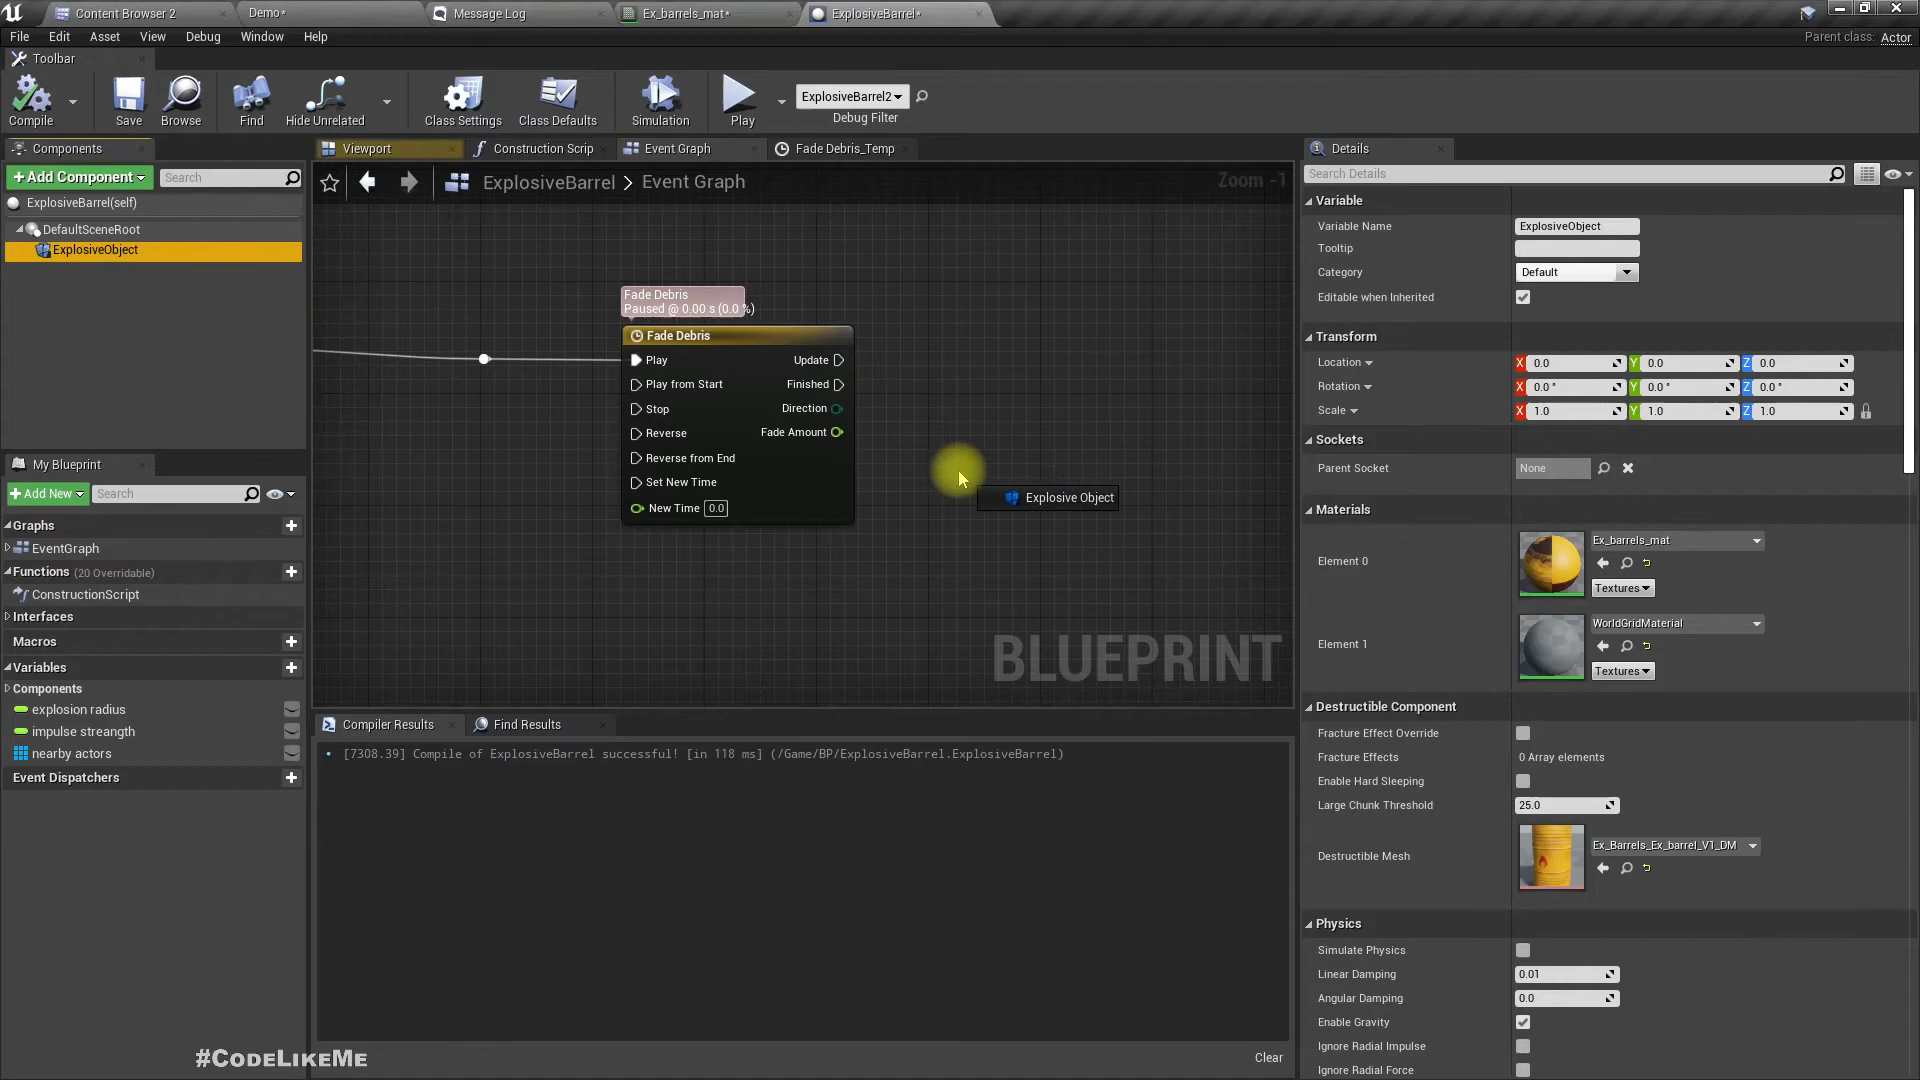 Content Browser 2
Demo*
Message Log
Ex_barrels_mat*
ExplosiveBarrel*
File Edit Asset View Debug Window Help
Parent class: Actor
Toolbar
Compile
Save
Browse
Find
Hide Unrelated
Class Settings
Class Defaults
Simulation
Play
ExplosiveBarrel2
Debug Filter
Components
+Add Component
Search
ExplosiveBarrel(self)
DefaultSceneRoot
ExplosiveObject
My Blueprint
+Add New
Search
Graphs
EventGraph
Functions (20 Overridable)
ConstructionScript
Interfaces
Macros
Variables
Components
explosion radius
impulse streangth
nearby actors
Event Dispatchers
Viewport
Construction Scrip
Event Graph
Fade Debris_Temp
ExplosiveBarrel > Event Graph
Zoom -1
Fade Debris
Paused @ 0.00 s (0.0 %)
Fade Debris
Play Update
Play from Start Finished
Stop Direction
Reverse Fade Amount
Reverse from End
Set New Time
New Time 0.0
Explosive Object
BLUEPRINT
Compiler Results
Find Results
[7308.39] Compile of ExplosiveBarrel successful! [in 118 ms] (/Game/BP/ExplosiveBarrel.ExplosiveBarrel)
Clear
#CodeLikeMe
Details
Search Details
Variable
Variable Name ExplosiveObject
Tooltip
Category Default
Editable when Inherited
Transform
Location X 0.0 Y 0.0 Z 0.0
Rotation X 0.0 ° Y 0.0 ° Z 0.0 °
Scale X 1.0 Y 1.0 Z 1.0
Sockets
Parent Socket None
Materials
Element 0 Ex_barrels_mat
Textures
Element 1 WorldGridMaterial
Textures
Destructible Component
Fracture Effect Override
Fracture Effects 0 Array elements
Enable Hard Sleeping
Large Chunk Threshold 25.0
Destructible Mesh Ex_Barrels_Ex_barrel_V1_DM
Physics
Simulate Physics
Linear Damping 0.01
Angular Damping 0.0
Enable Gravity
Ignore Radial Impulse
Ignore Radial Force